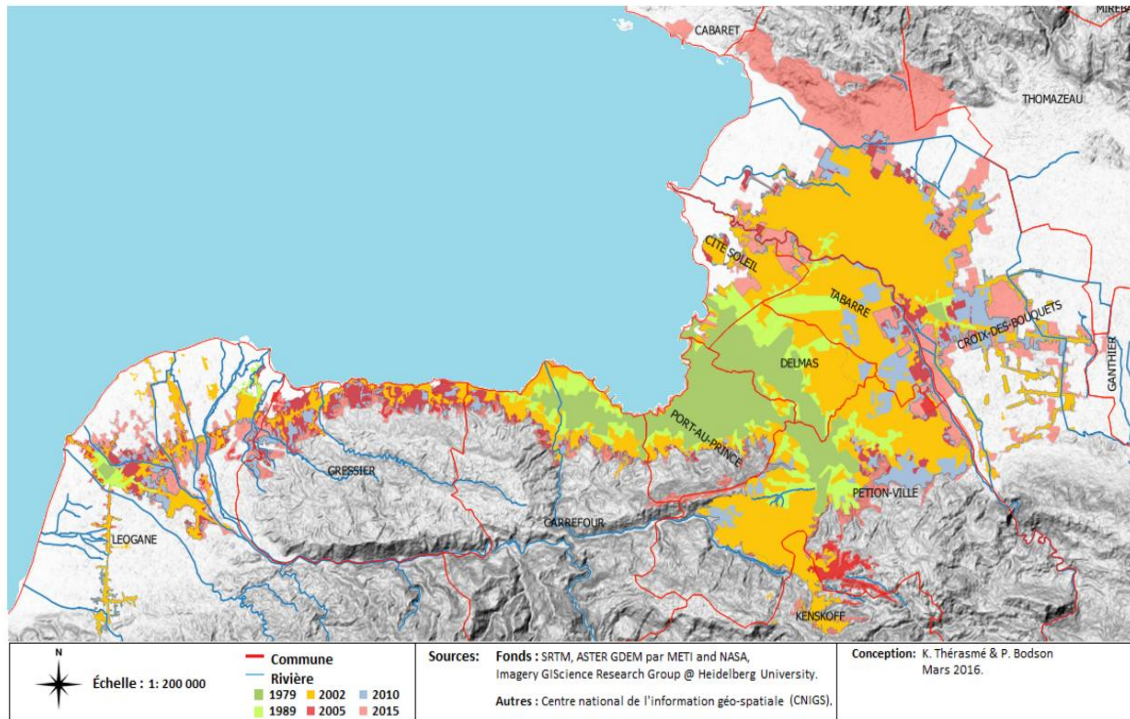 CABARET
MIREBA
THOMAZEAU
CITE SOLEIL
TABARRE
CROIX-DES-BOUQUETS
GANTHIER
DELMAS
PORT-AU-PRINCE
GRESSIER
PETION-VILLE
CARREFOUR
LEOGANE
KENSKOFF
N
Échelle : 1: 200 000
Commune
Rivière
1979 2002 2010
1989 2005 2015
Sources: Fonds : SRTM, ASTER GDEM par METI and NASA,
Imagery GIScience Research Group @ Heidelberg University.
Autres : Centre national de l'information géo-spatiale (CNIGS).
Conception: K. Thérasmé & P. Bodson
Mars 2016.